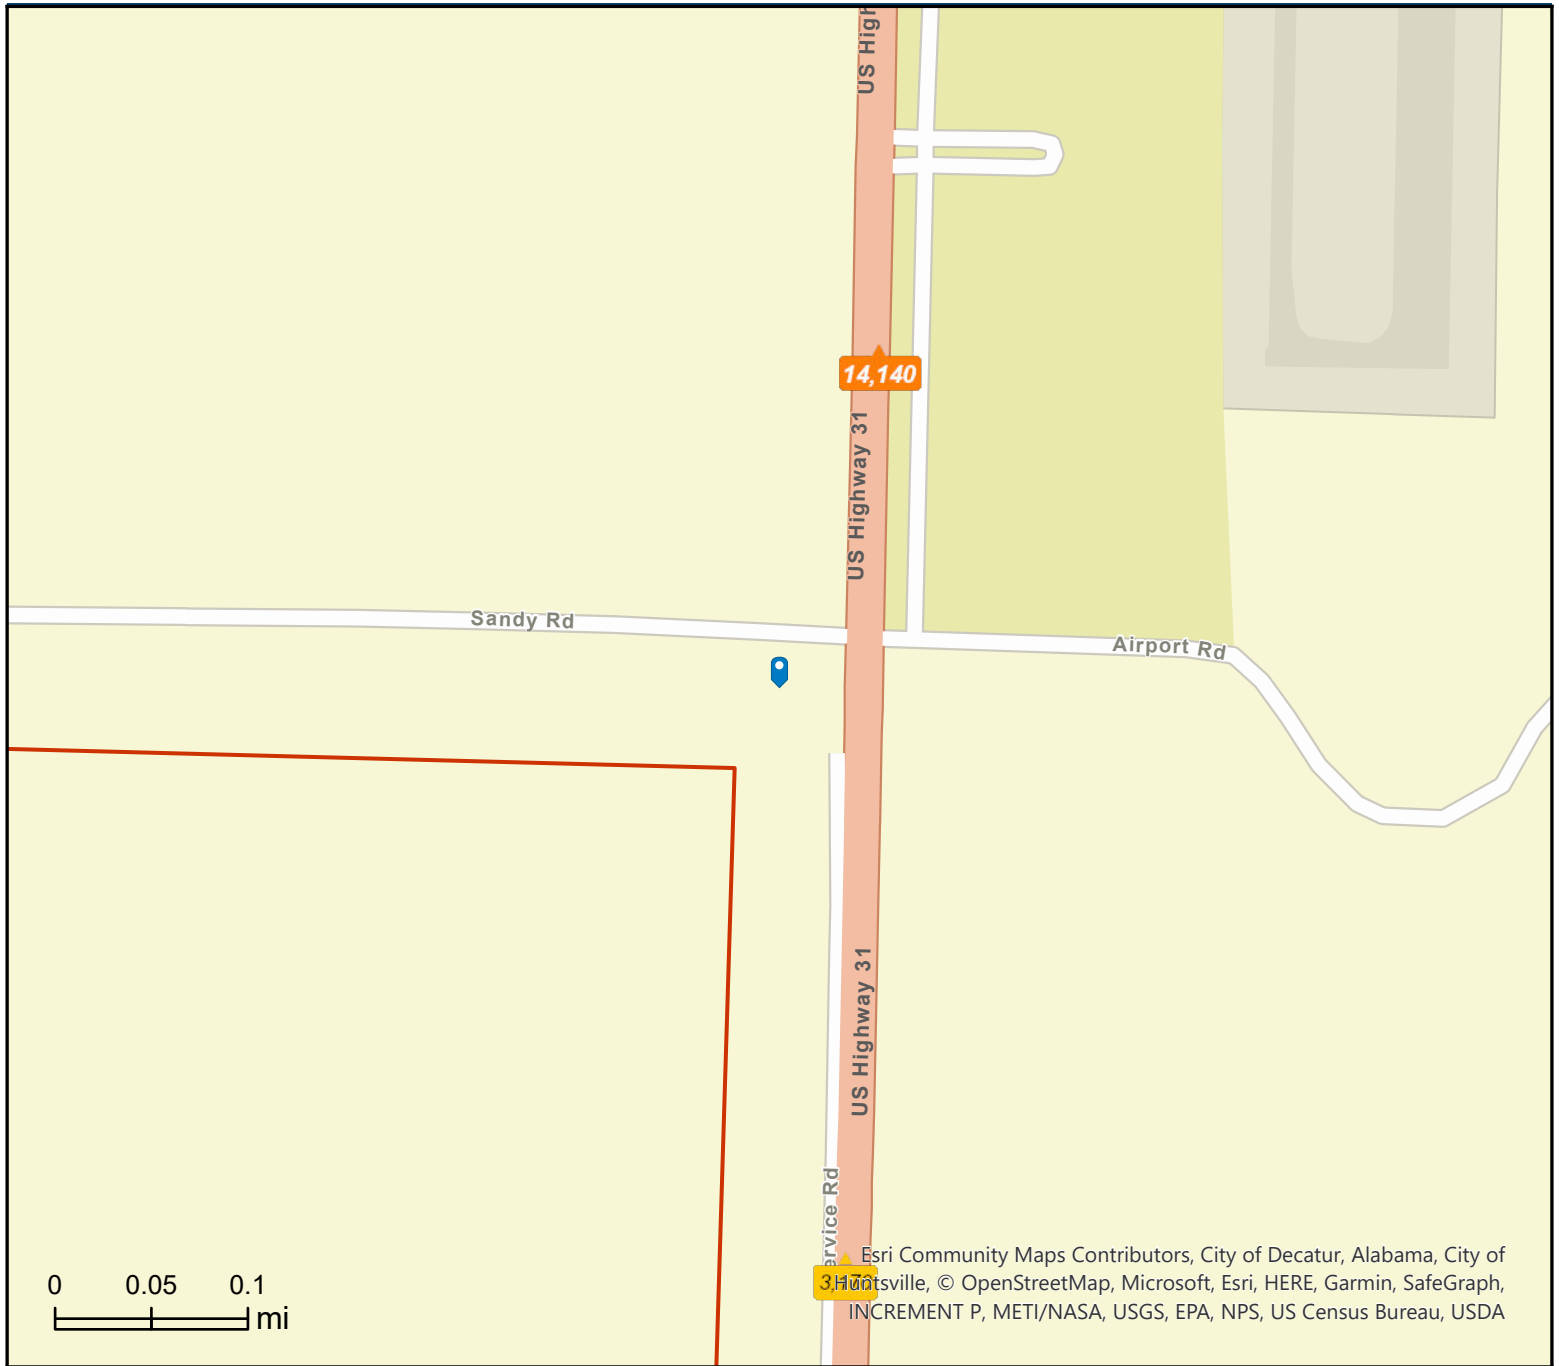 US Hig
14,140
US Highway 31
Sandy Rd
Airport Rd
US Highway 31
ervice Rd
Esri Community Maps Contributors, City of Decatur, Alabama, City of
Huntsville, © OpenStreetMap, Microsoft, Esri, HERE, Garmin, SafeGraph,
INCREMENT P, METI/NASA, USGS, EPA, NPS, US Census Bureau, USDA
0 0.05 0.1
mi